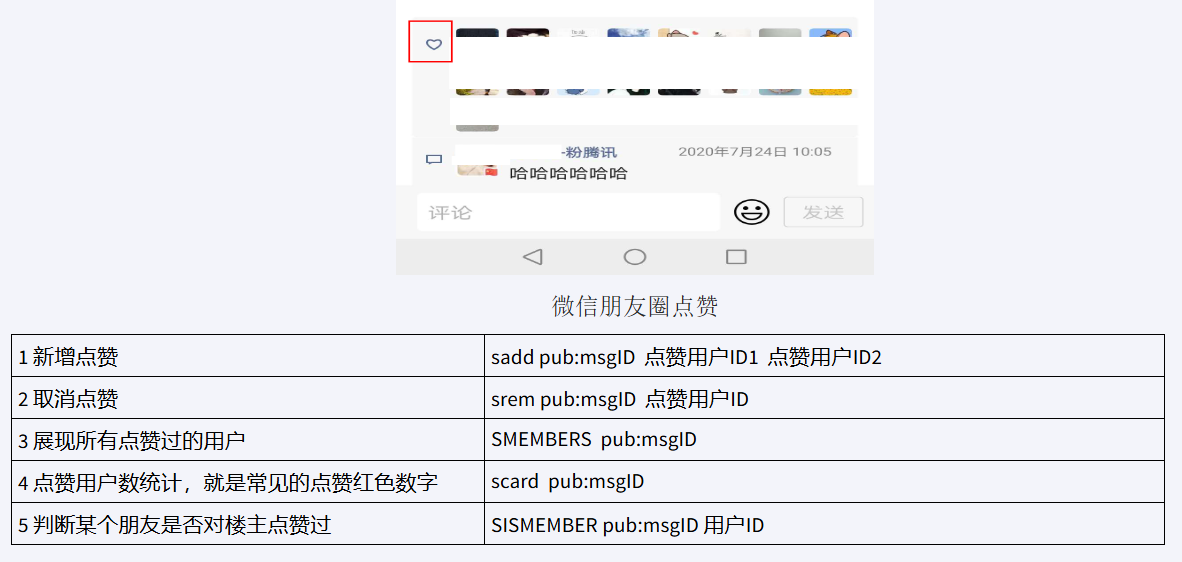 -粉腾讯 2020年7月24日 10:05
哈哈哈哈哈哈
评论 发送
微信朋友圈点赞
1 新增点赞 sadd pub:msgID 点赞用户ID1 点赞用户ID2
2 取消点赞 srem pub:msgID 点赞用户ID
3 展现所有点赞过的用户 SMEMBERS pub:msgID
4 点赞用户数统计，就是常见的点赞红色数字 scard pub:msgID
5 判断某个朋友是否对楼主点赞过 SISMEMBER pub:msgID 用户ID